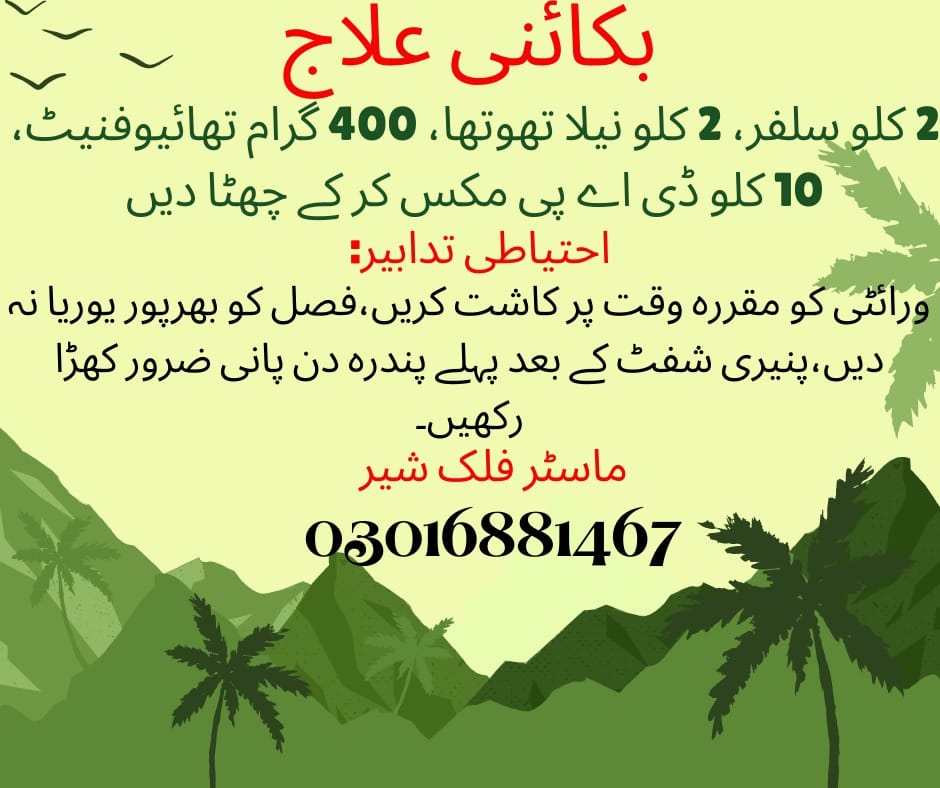 بکائنی علاج
2 کلو سلفر، 2 کلو نیلا تھوتھا، 400 گرام تھائیوفنیٹ،
10 کلو ڈی اے پی مکس کر کے چھٹا دیں
احتیاطی تدابیر:
ورائٹی کو مقررہ وقت پر کاشت کریں،فصل کو بھرپور یوریا نہ
دیں،پنیری شفٹ کے بعد پہلے پندرہ دن پانی ضرور کھڑا
رکھیں۔
ماسٹر فلک شیر
03016881467